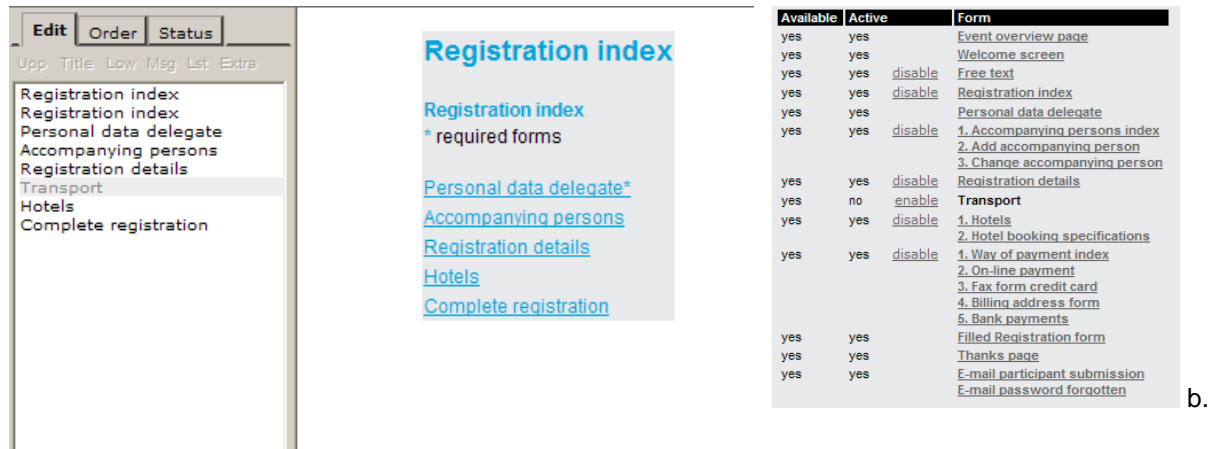 Edit Order Status
Upp Title Low Msg Lst Extra
Registration index
Registration index
Personal data delegate
Accompanying persons
Registration details
Transport
Hotels
Complete registration
Registration index
Registration index
* required forms
Personal data delegate*
Accompanying persons
Registration details
Hotels
Complete registration
Available Active Form
yes yes Event overview page
yes yes Welcome screen
yes yes disable Free text
yes yes disable Registration index
yes yes Personal data delegate
yes yes disable 1. Accompanying persons index
2. Add accompanying person
3. Change accompanying person
yes yes disable Registration details
yes no enable Transport
yes yes disable 1. Hotels
2. Hotel booking specifications
yes yes disable 1. Way of payment index
2. On-line payment
3. Fax form credit card
4. Billing address form
5. Bank payments
yes yes Filled Registration form
yes yes Thanks page
yes yes E-mail participant submission
E-mail password forgotten
b.